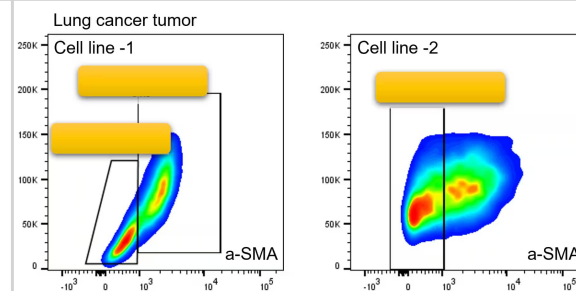 Lung cancer tumor
Cell line -1
Cell line -2
250K
200K
150K
100K
50K
0
a-SMA
-10³ 0 10³ 10⁴ 10⁵
250K
200K
150K
100K
50K
0
a-SMA
-10³ 0 10³ 10⁴ 10⁵